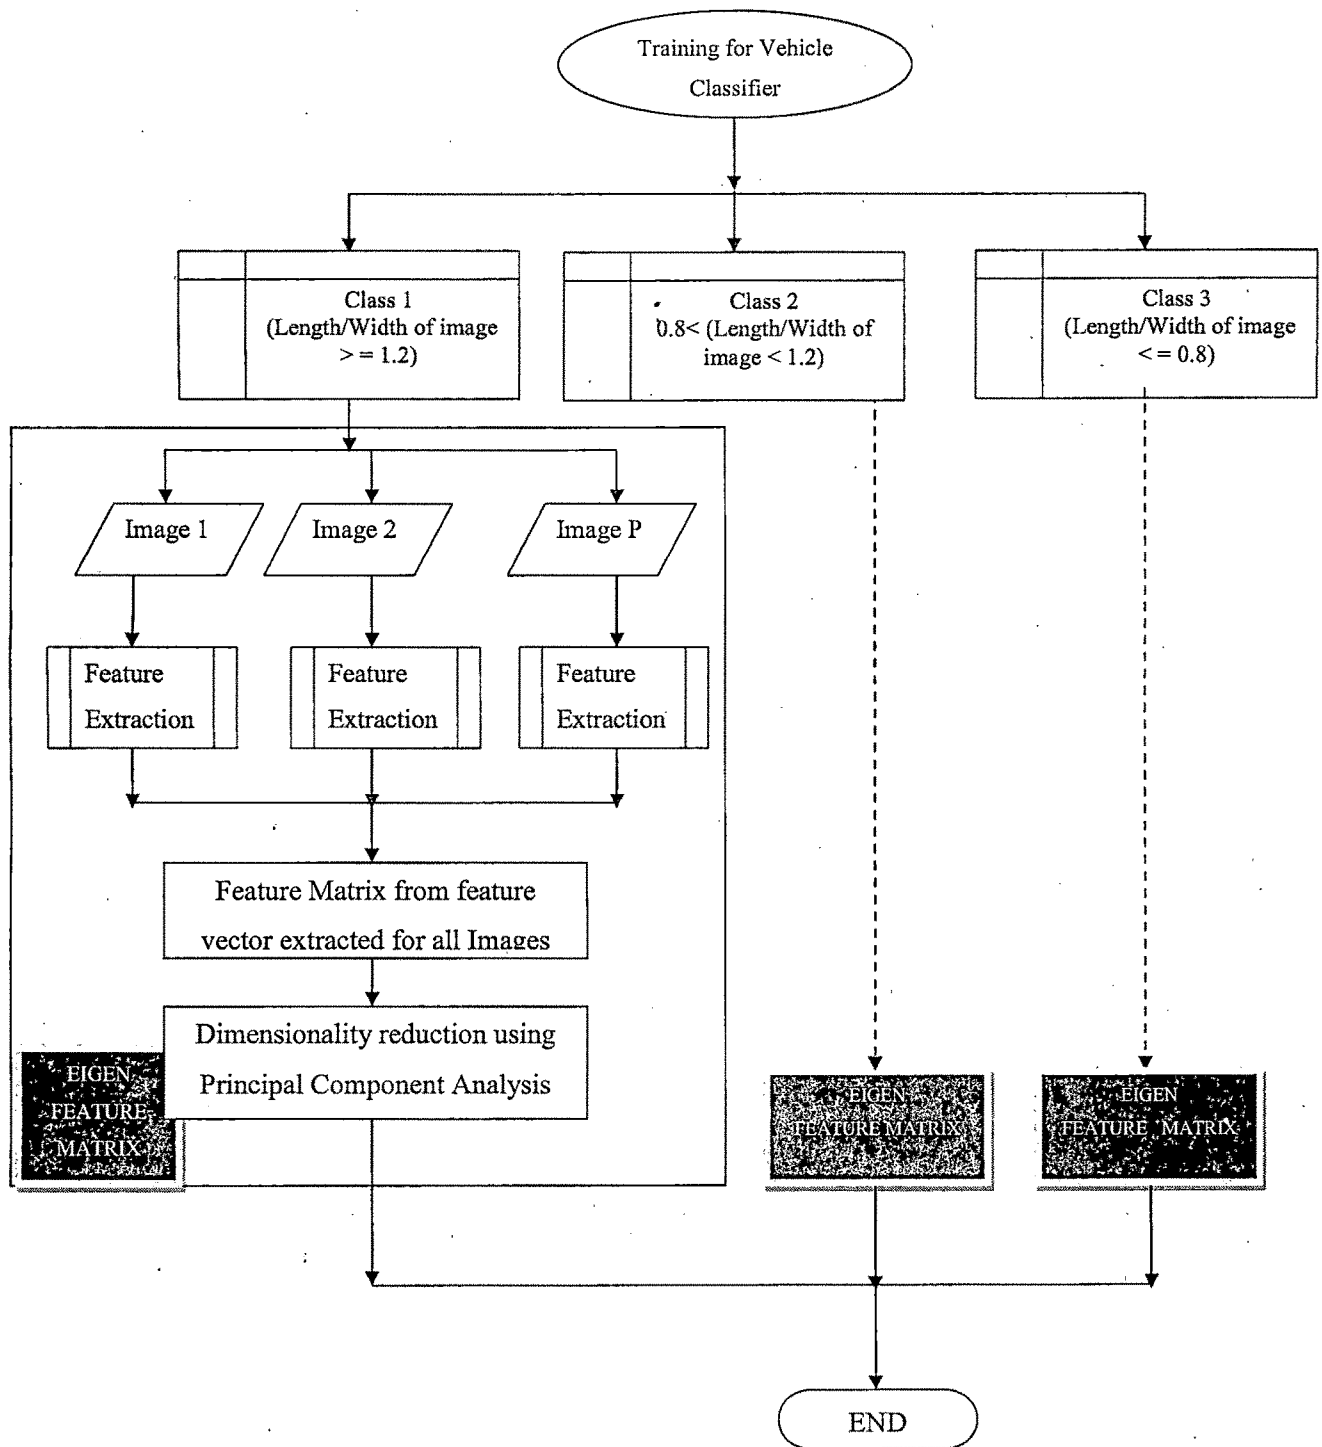 Training for Vehicle
Classifier
Class 1
(Length/Width of image
> = 1.2)
Class 2
0.8< (Length/Width of
image < 1.2)
Class 3
(Length/Width of image
< = 0.8)
Image 1
Image 2
Image P
Feature
Extraction
Feature
Extraction
Feature
Extraction
Feature Matrix from feature
vector extracted for all Images
Dimensionality reduction using
Principal Component Analysis
EIGEN
FEATURE
MATRIX
EIGEN
FEATURE MATRIX
EIGEN
FEATURE MATRIX
END